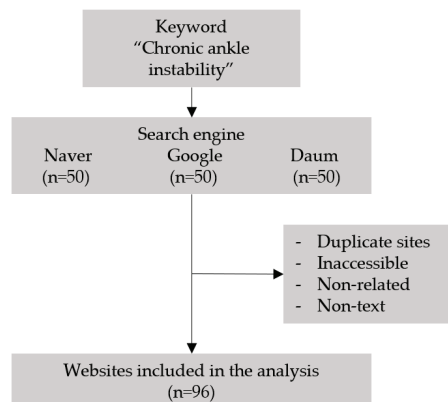 Keyword
“Chronic ankle
instability”
Search engine
Naver Google Daum
(n=50) (n=50) (n=50)
- Duplicate sites
- Inaccessible
- Non-related
- Non-text
Websites included in the analysis
(n=96)